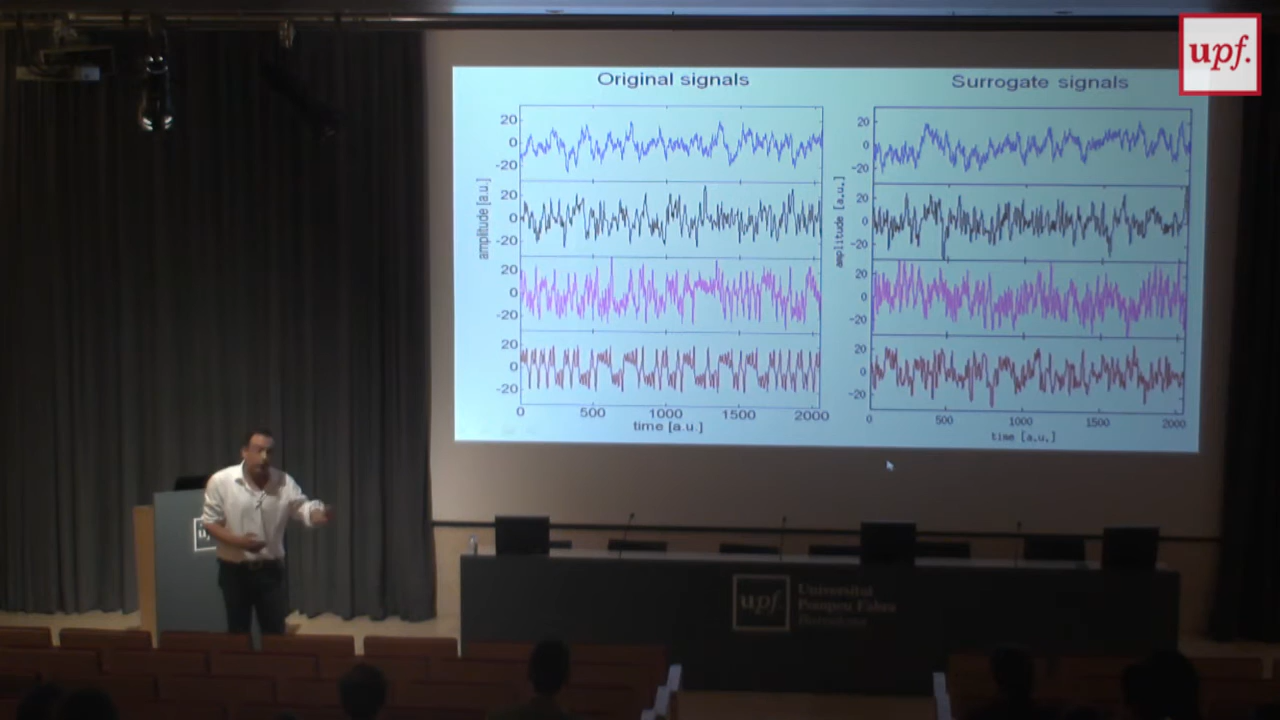 upf.
Original signals
Surrogate signals
20
0
-20
20
0
-20
20
0
-20
20
0
-20
amplitude [a.u.]
0 500 1000 1500 2000
time [a.u.]
20
0
-20
20
0
-20
20
0
-20
20
0
-20
amplitude [a.u.]
0 500 1000 1500 2000
time [a.u.]
upf.
Universitat
Pompeu Fabra
Barcelona